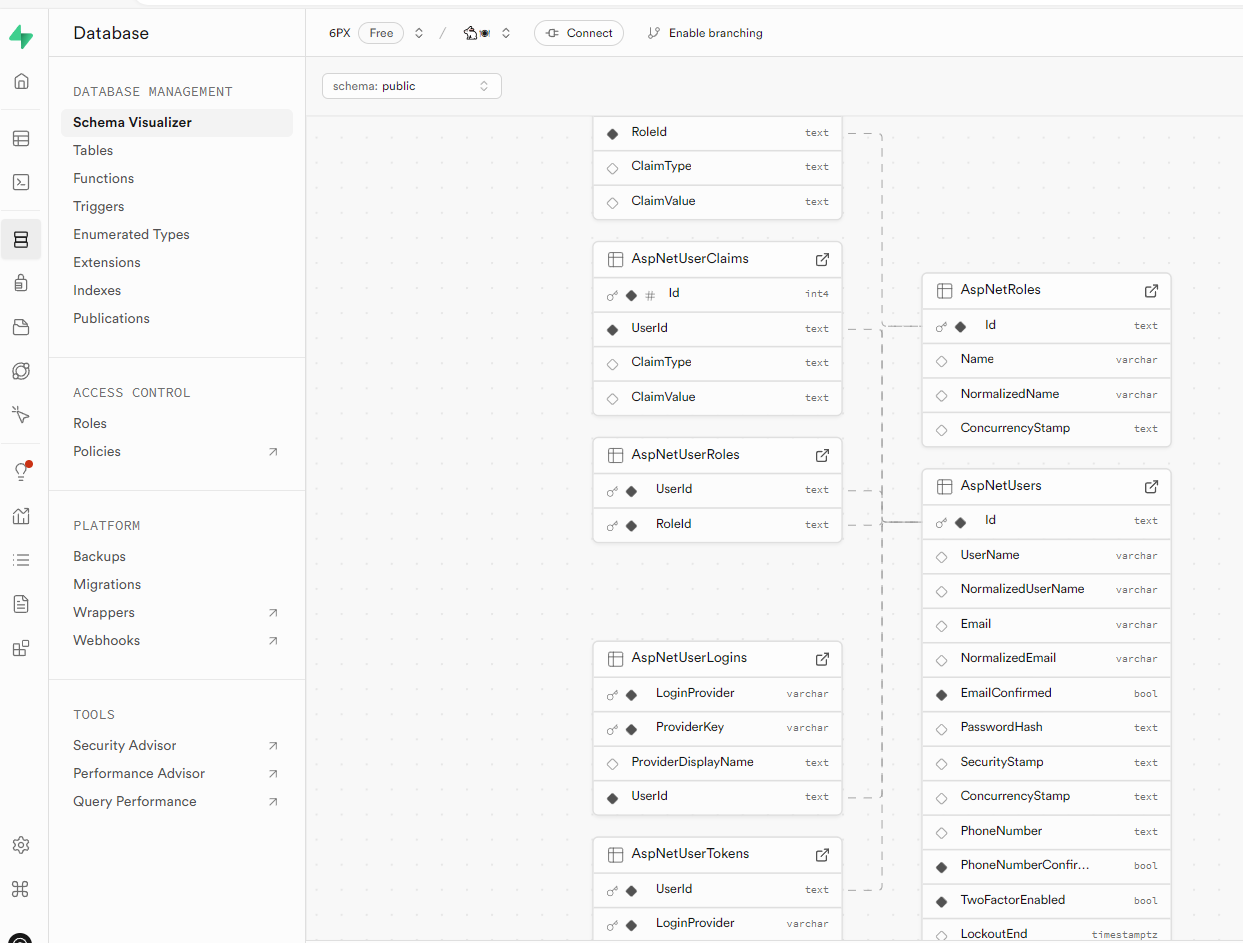 Database
6PX Free / Connect Enable branching
schema: public
DATABASE MANAGEMENT
Schema Visualizer
Tables
Functions
Triggers
Enumerated Types
Extensions
Indexes
Publications
ACCESS CONTROL
Roles
Policies
PLATFORM
Backups
Migrations
Wrappers
Webhooks
TOOLS
Security Advisor
Performance Advisor
Query Performance
RoleId text
ClaimType text
ClaimValue text
AspNetUserClaims
Id int4
UserId text
ClaimType text
ClaimValue text
AspNetUserRoles
UserId text
RoleId text
AspNetUserLogins
LoginProvider varchar
ProviderKey varchar
ProviderDisplayName text
UserId text
AspNetUserTokens
UserId text
LoginProvider varchar
AspNetRoles
Id text
Name varchar
NormalizedName varchar
ConcurrencyStamp text
AspNetUsers
Id text
UserName varchar
NormalizedUserName varchar
Email varchar
NormalizedEmail varchar
EmailConfirmed bool
PasswordHash text
SecurityStamp text
ConcurrencyStamp text
PhoneNumber text
PhoneNumberConfir... bool
TwoFactorEnabled bool
LockoutEnd timestamptz